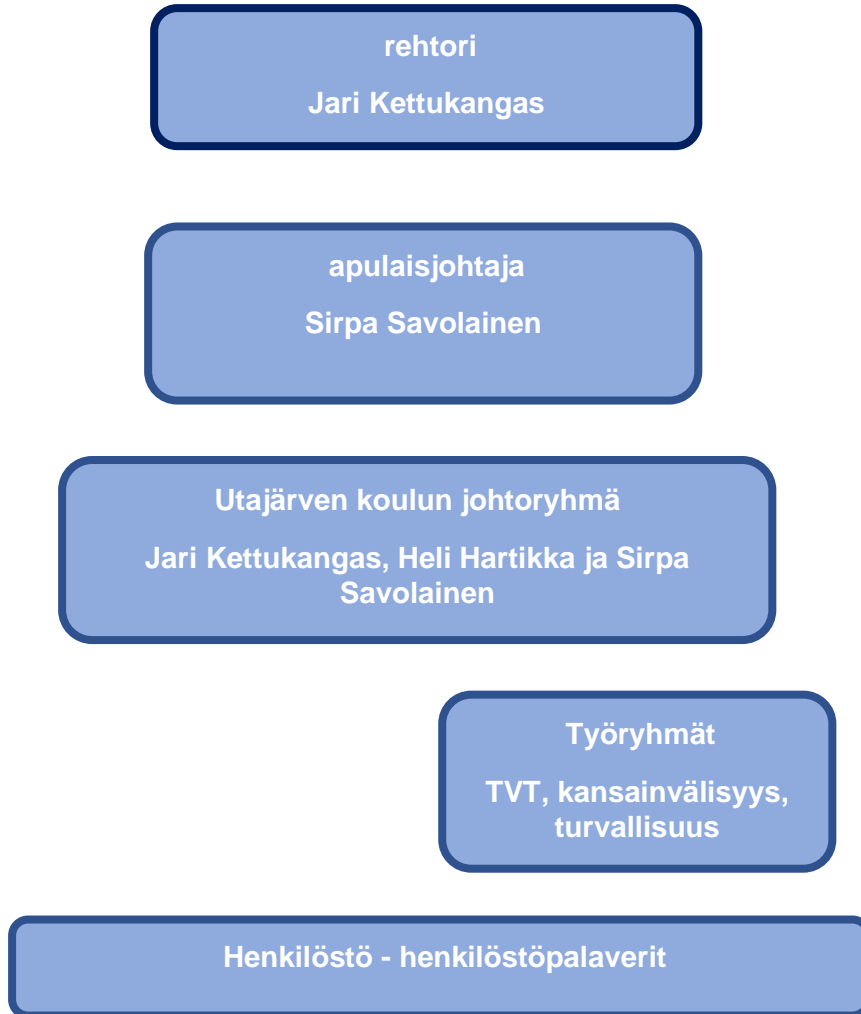 rehtori
Jari Kettukangas
apulaisjohtaja
Sirpa Savolainen
Utajärven koulun johtoryhmä
Jari Kettukangas, Heli Hartikka ja Sirpa
Savolainen
Työryhmät
TVT, kansainvälisyys,
turvallisuus
Henkilöstö - henkilöstöpalaverit